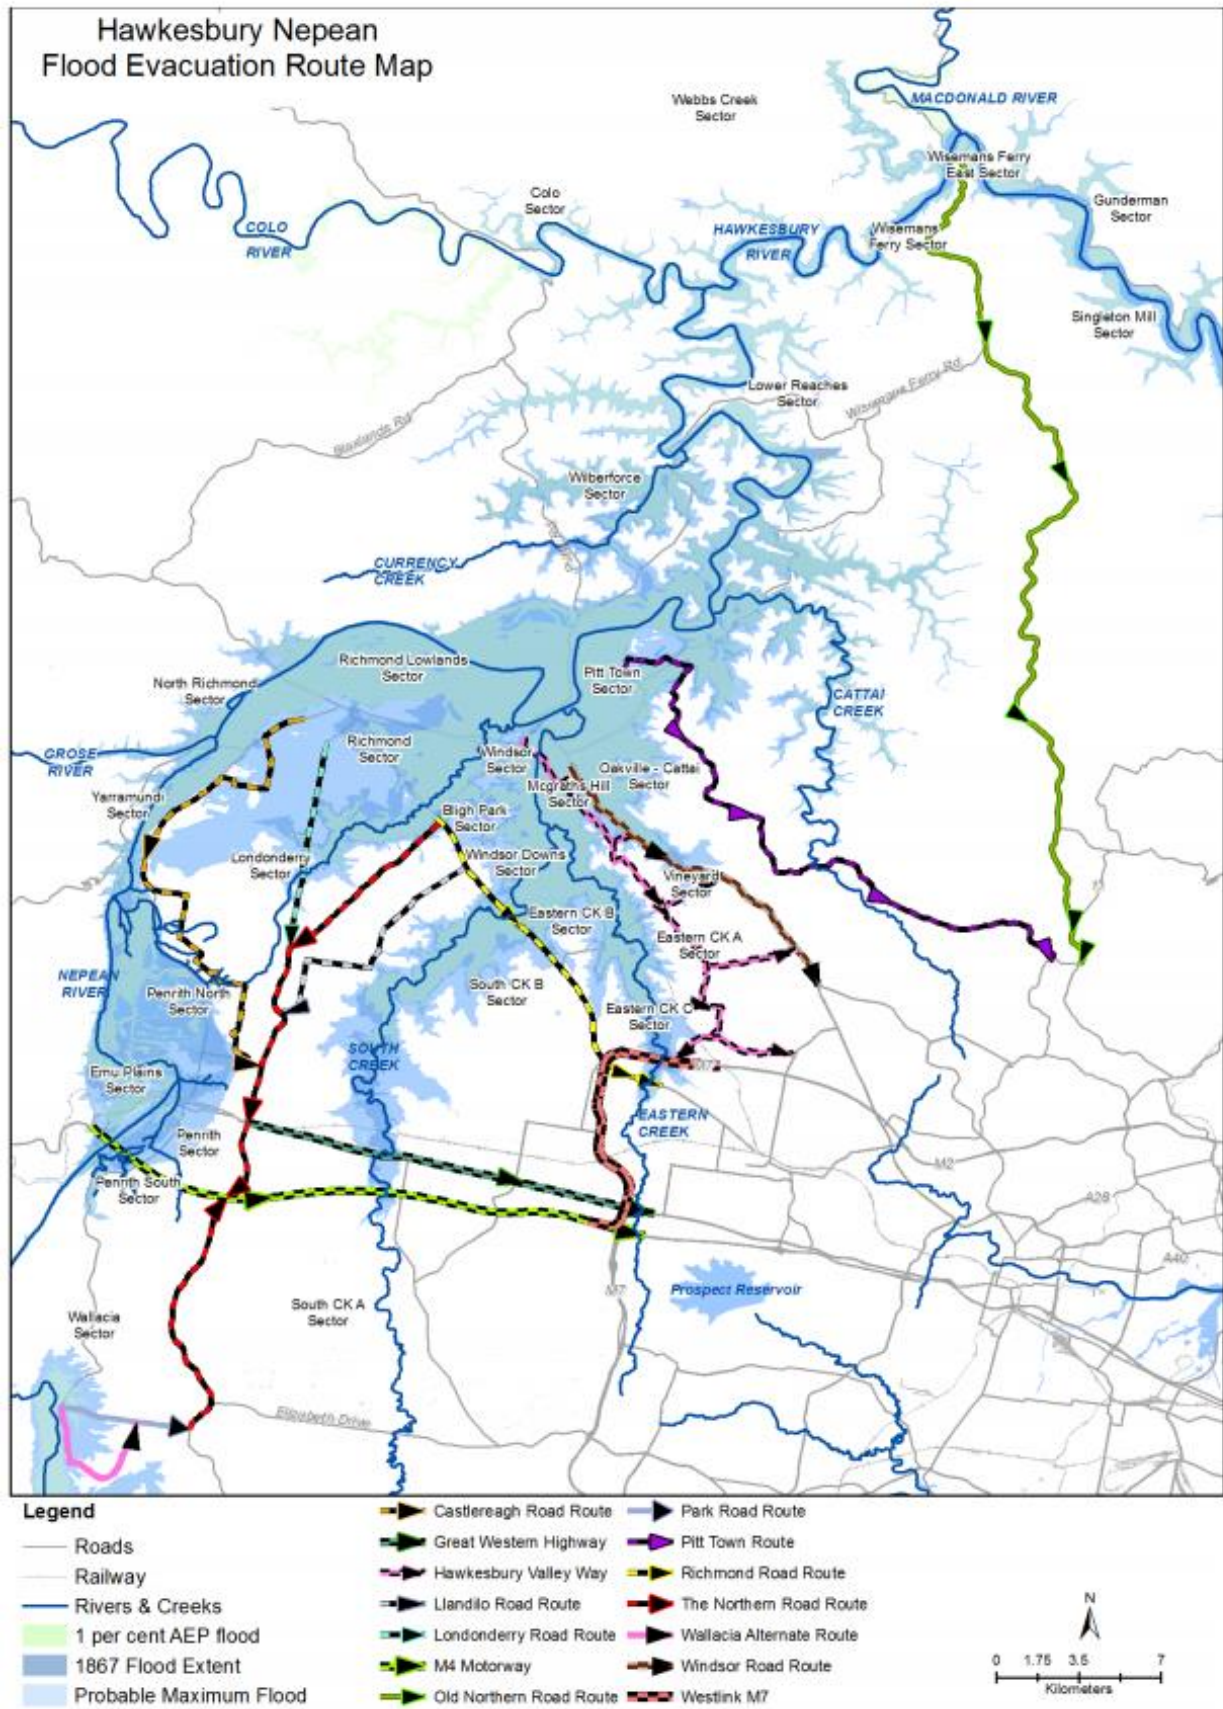 Hawkesbury Nepean
Flood Evacuation Route Map
Webbs Creek
Sector
MACDONALD RIVER
Wisemans Ferry
East Sector
Colo
Sector
Gunderman
Sector
COLO
RIVER
HAWKESBURY
RIVER
Wisemans
Ferry Sector
Singleton Mill
Sector
Lower Reaches
Sector
Wisemans Ferry Rd
Blaxlands Rd
Wilberforce
Sector
CURRENCY
CREEK
Richmond Lowlands
Sector
Pitt Town
Sector
North Richmond
Sector
CATTAI
CREEK
GROSE
RIVER
Richmond
Sector
Windsor
Sector
Oakville - Cattai
Sector
Mcgraths Hill
Sector
Yarramundi
Sector
Bligh Park
Sector
Londonderry
Sector
Windsor Downs
Sector
Vineyard
Sector
Eastern CK B
Sector
Eastern CK A
Sector
NEPEAN
RIVER
Penrith North
Sector
South CK B
Sector
Eastern CK C
Sector
SOUTH
CREEK
Emu Plains
Sector
M7
EASTERN
CREEK
Penrith
Sector
M2
Penrith South
Sector
A28
A40
M7
Prospect Reservoir
South CK A
Sector
Wallacia
Sector
Elizabeth Drive
Legend
Roads
Railway
Rivers & Creeks
1 per cent AEP flood
1867 Flood Extent
Probable Maximum Flood
Castlereagh Road Route
Great Western Highway
Hawkesbury Valley Way
Llandilo Road Route
Londonderry Road Route
M4 Motorway
Old Northern Road Route
Park Road Route
Pitt Town Route
Richmond Road Route
The Northern Road Route
Wallacia Alternate Route
Windsor Road Route
Westlink M7
N
0 1.75 3.5 7
Kilometers